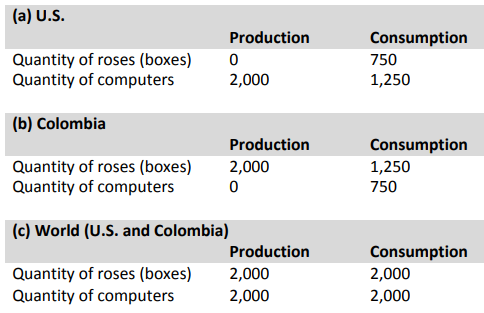 (a) U.S.
Production Consumption
Quantity of roses (boxes) 0 750
Quantity of computers 2,000 1,250
(b) Colombia
Production Consumption
Quantity of roses (boxes) 2,000 1,250
Quantity of computers 0 750
(c) World (U.S. and Colombia)
Production Consumption
Quantity of roses (boxes) 2,000 2,000
Quantity of computers 2,000 2,000